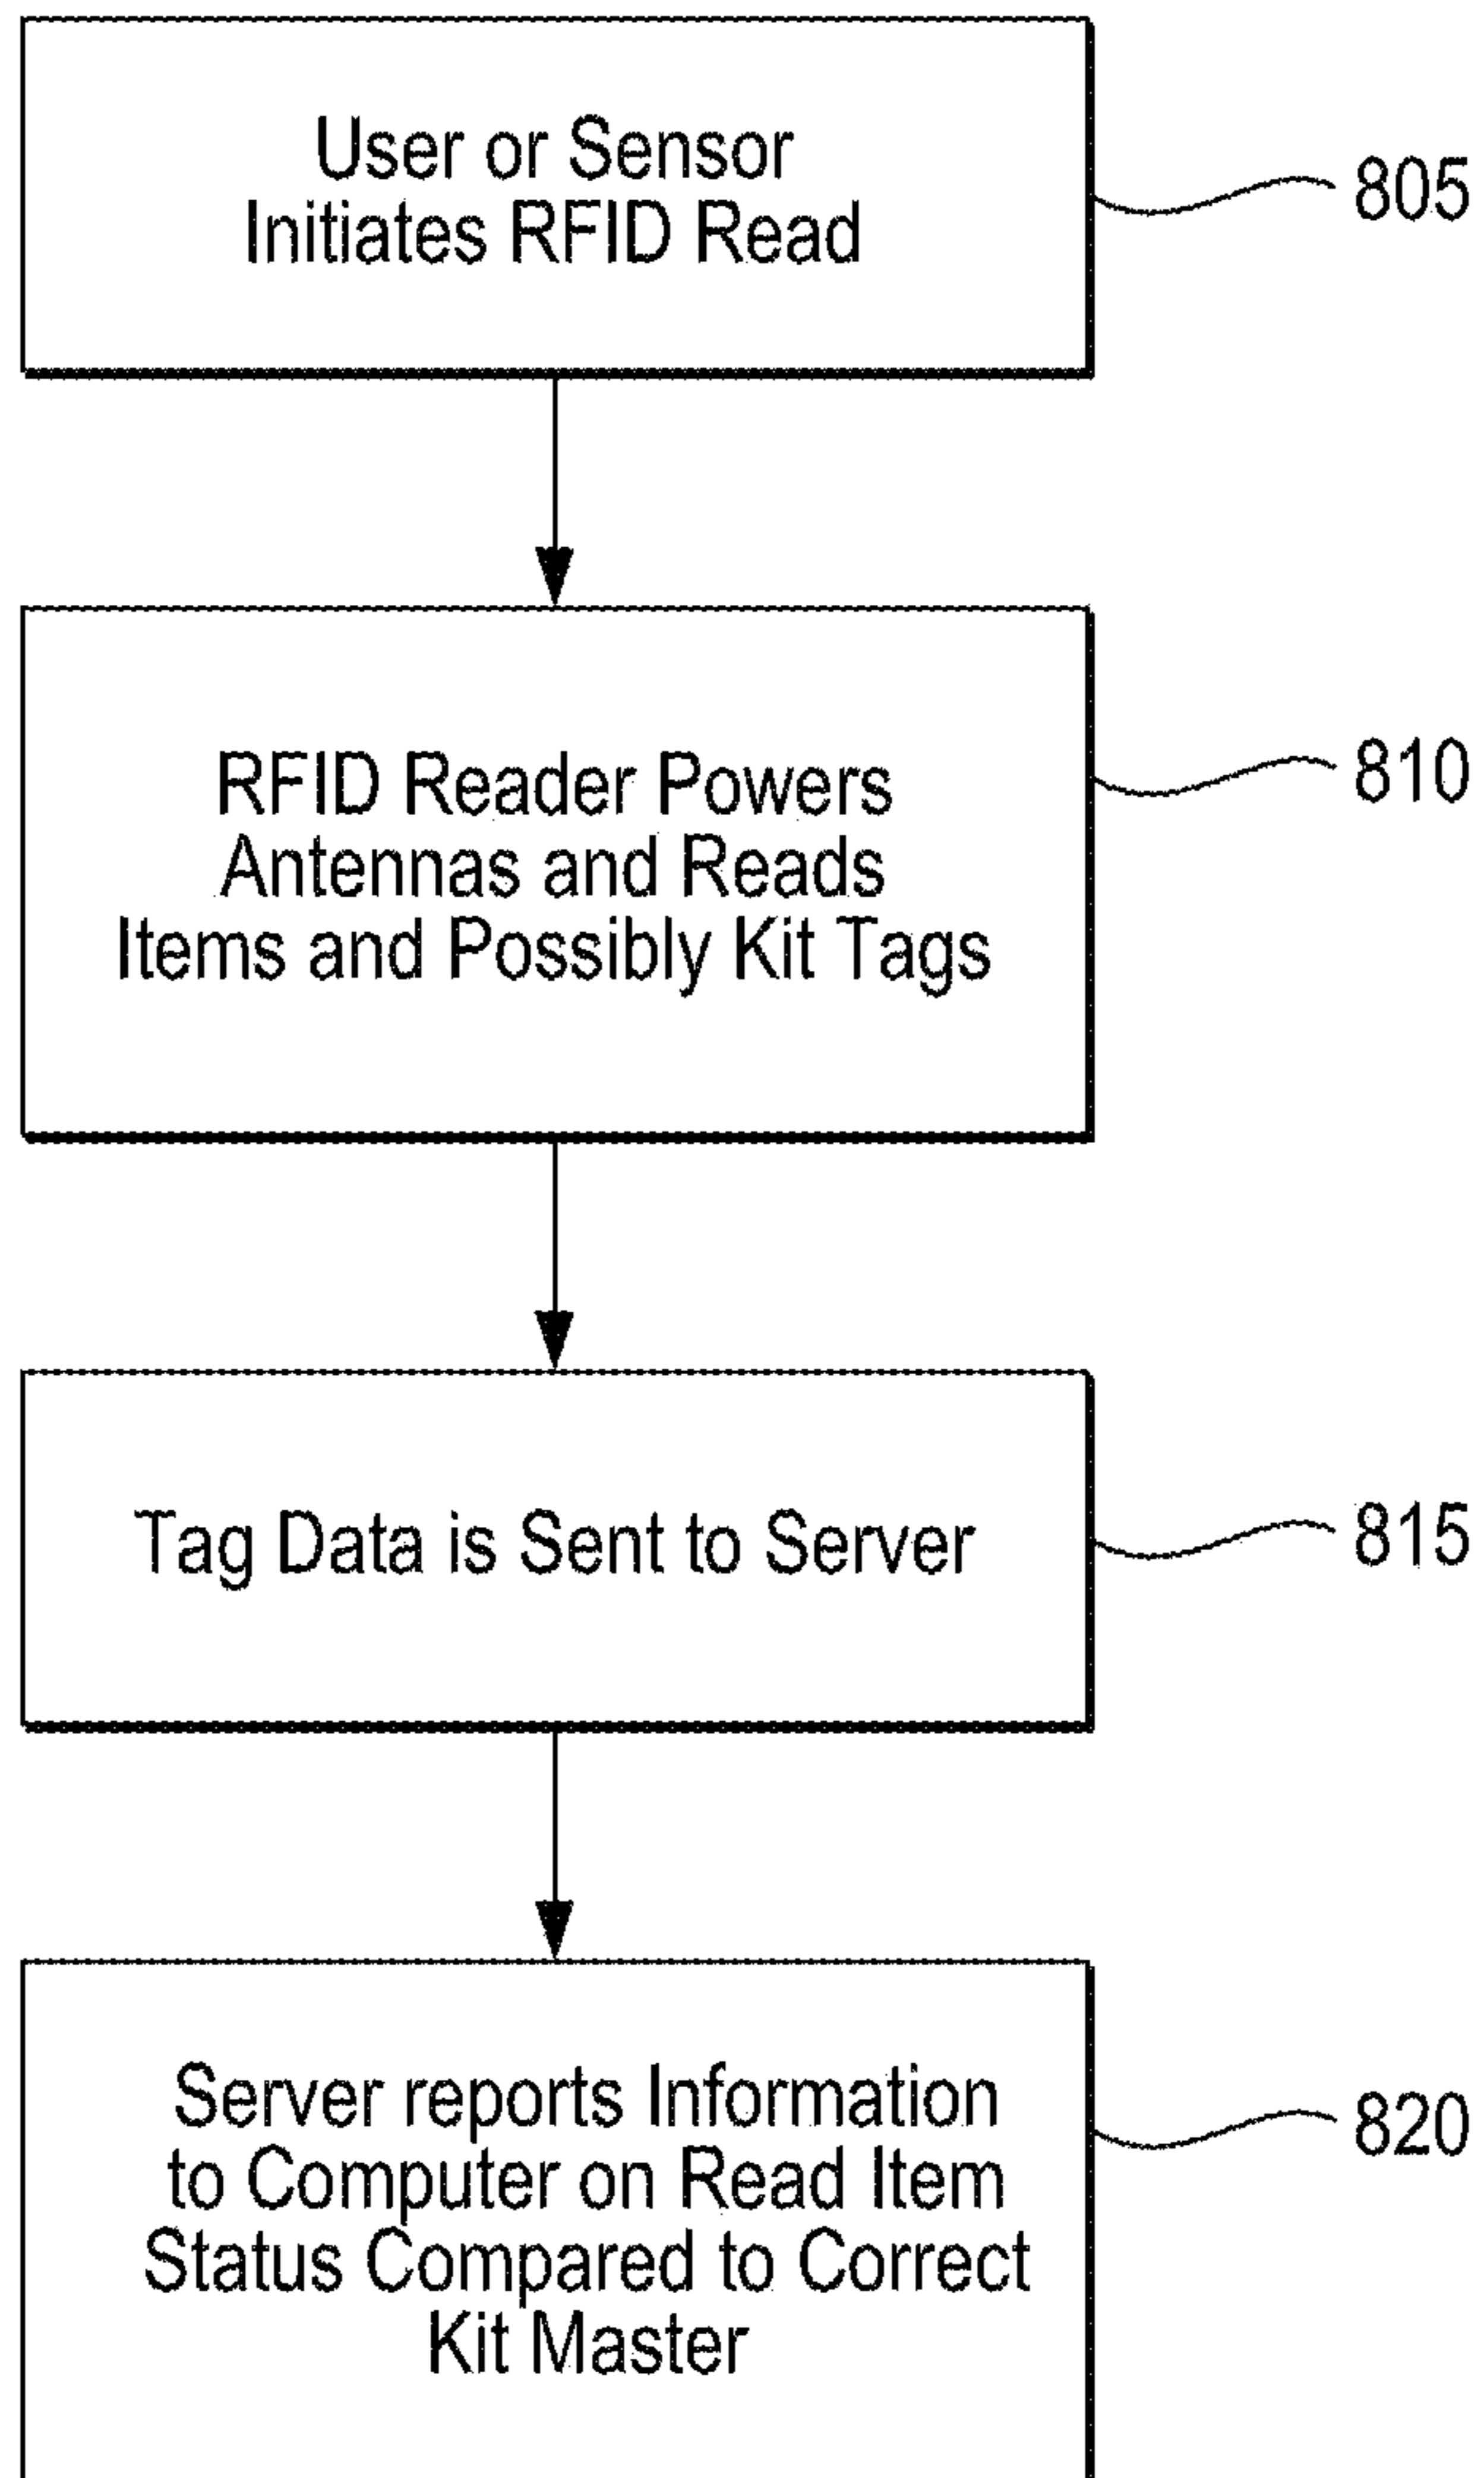 User or Sensor
Initiates RFID Read
805
RFID Reader Powers
Antennas and Reads
Items and Possibly Kit Tags
810
Tag Data is Sent to Server
815
Server reports Information
to Computer on Read Item
Status Compared to Correct
Kit Master
820